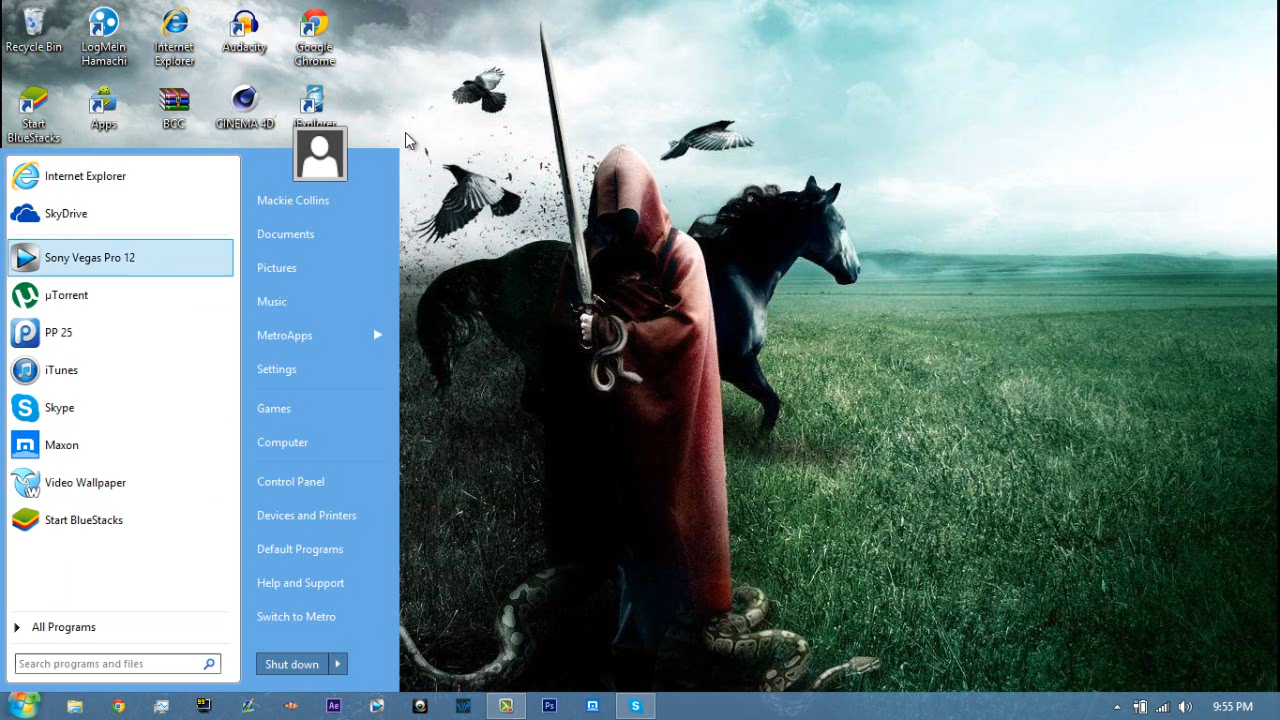 Recycle Bin
LogMeIn
Hamachi
Internet
Explorer
Audacity
Google
Chrome
Start
BlueStacks
Apps
BCC
CINEMA 4D
iExplorer
Internet Explorer
SkyDrive
Sony Vegas Pro 12
µTorrent
PP 25
iTunes
Skype
Maxon
Video Wallpaper
Start BlueStacks
All Programs
Search programs and files
Mackie Collins
Documents
Pictures
Music
MetroApps
Settings
Games
Computer
Control Panel
Devices and Printers
Default Programs
Help and Support
Switch to Metro
Shut down
Ae
Ps
9:55 PM